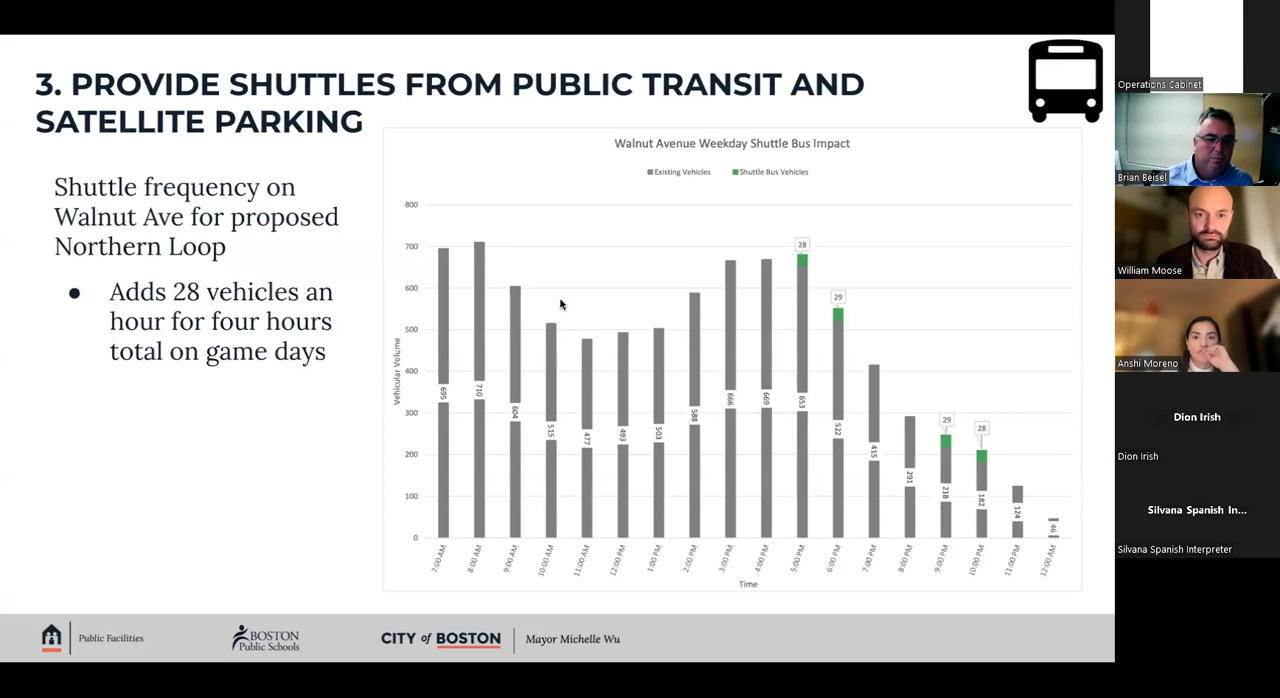 3. PROVIDE SHUTTLES FROM PUBLIC TRANSIT AND
SATELLITE PARKING
Shuttle frequency on
Walnut Ave for proposed
Northern Loop
● Adds 28 vehicles an
hour for four hours
total on game days
Walnut Avenue Weekday Shuttle Bus Impact
Existing Vehicles
Shuttle Bus Vehicles
Vehicular Volume
800
700
600
500
400
300
200
100
0
695
710
604
515
477
493
503
588
666
669
653
522
415
291
218
182
124
46
28
29
29
28
7:00 AM
8:00 AM
9:00 AM
10:00 AM
11:00 AM
12:00 PM
1:00 PM
2:00 PM
3:00 PM
4:00 PM
5:00 PM
6:00 PM
7:00 PM
8:00 PM
9:00 PM
10:00 PM
11:00 PM
12:00 AM
Time
Public Facilities
BOSTON
Public Schools
CITY of BOSTON
Mayor Michelle Wu
Operations Cabinet
Brian Beisel
William Moose
Anshi Moreno
Dion Irish
Dion Irish
Silvana Spanish In...
Silvana Spanish Interpreter